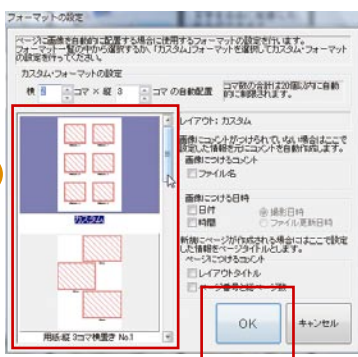 フォーマットの設定
ページに画像を自動的に配置する場合に使用するフォーマットの設定を行います。
フォーマット一覧の中から選択するか、「カスタム」フォーマットを選択してカスタム・フォーマット
の設定を行ってください。
カスタム・フォーマットの設定
横 コマ × 縦 3 コマ の自動配置
コマ数の合計は20個以内に自動
的に制限されます。
レイアウト: カスタム
画像にコメントがつけられていない場合はここで
設定した情報を元にコメントを自動作成します。
画像につけるコメント
ファイル名
画像につける日時
日付
撮影日時
時間
ファイル更新日時
新規にページが作成される場合にはここで設定
した情報をページタイトルとします。
ページにつけるコメント
レイアウトタイトル
ページ番号と総ページ数
カスタム
用紙:縦 3コマ横置き No.1
OK
キャンセル